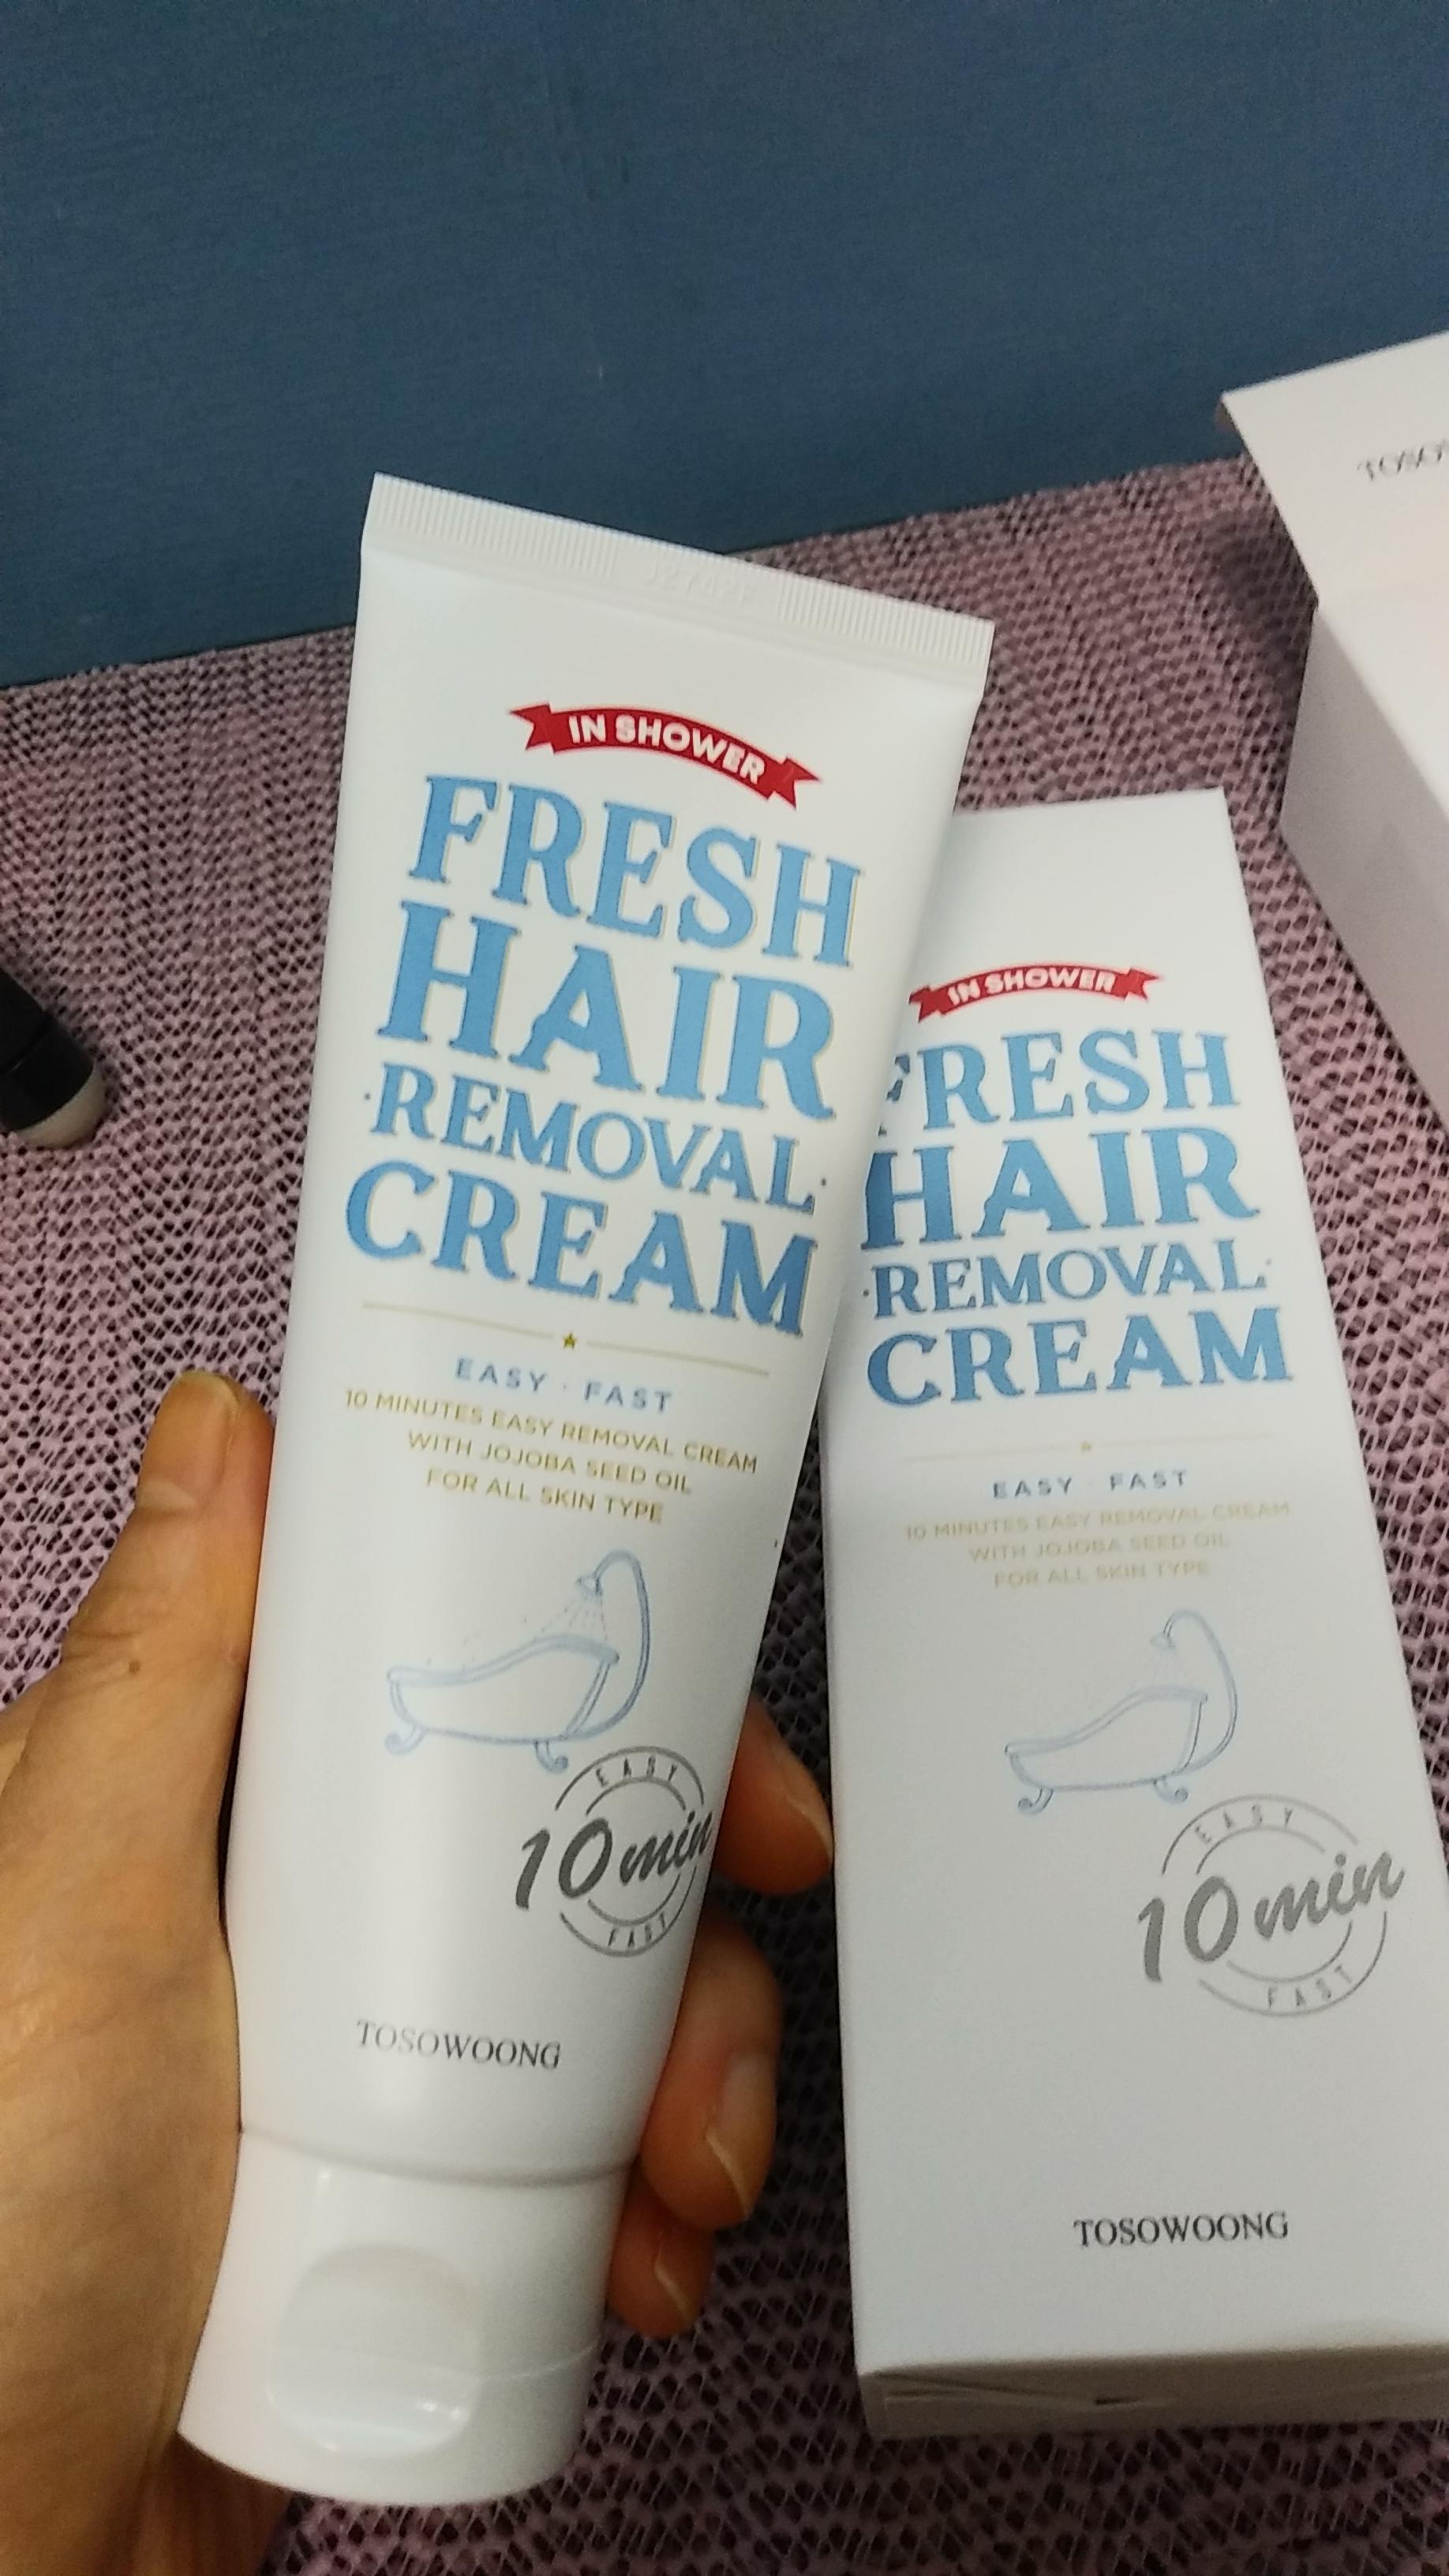 IN SHOWER
FRESH
HAIR
·REMOVAL·
CREAM
EASY · FAST
10 MINUTES EASY REMOVAL CREAM
WITH JOJOBA SEED OIL
FOR ALL SKIN TYPE
EASY
10 min
FAST
TOSOWOONG
IN SHOWER
FRESH
HAIR
·REMOVAL·
CREAM
EASY · FAST
10 MINUTES EASY REMOVAL CREAM
WITH JOJOBA SEED OIL
FOR ALL SKIN TYPE
EASY
10 min
FAST
TOSOWOONG